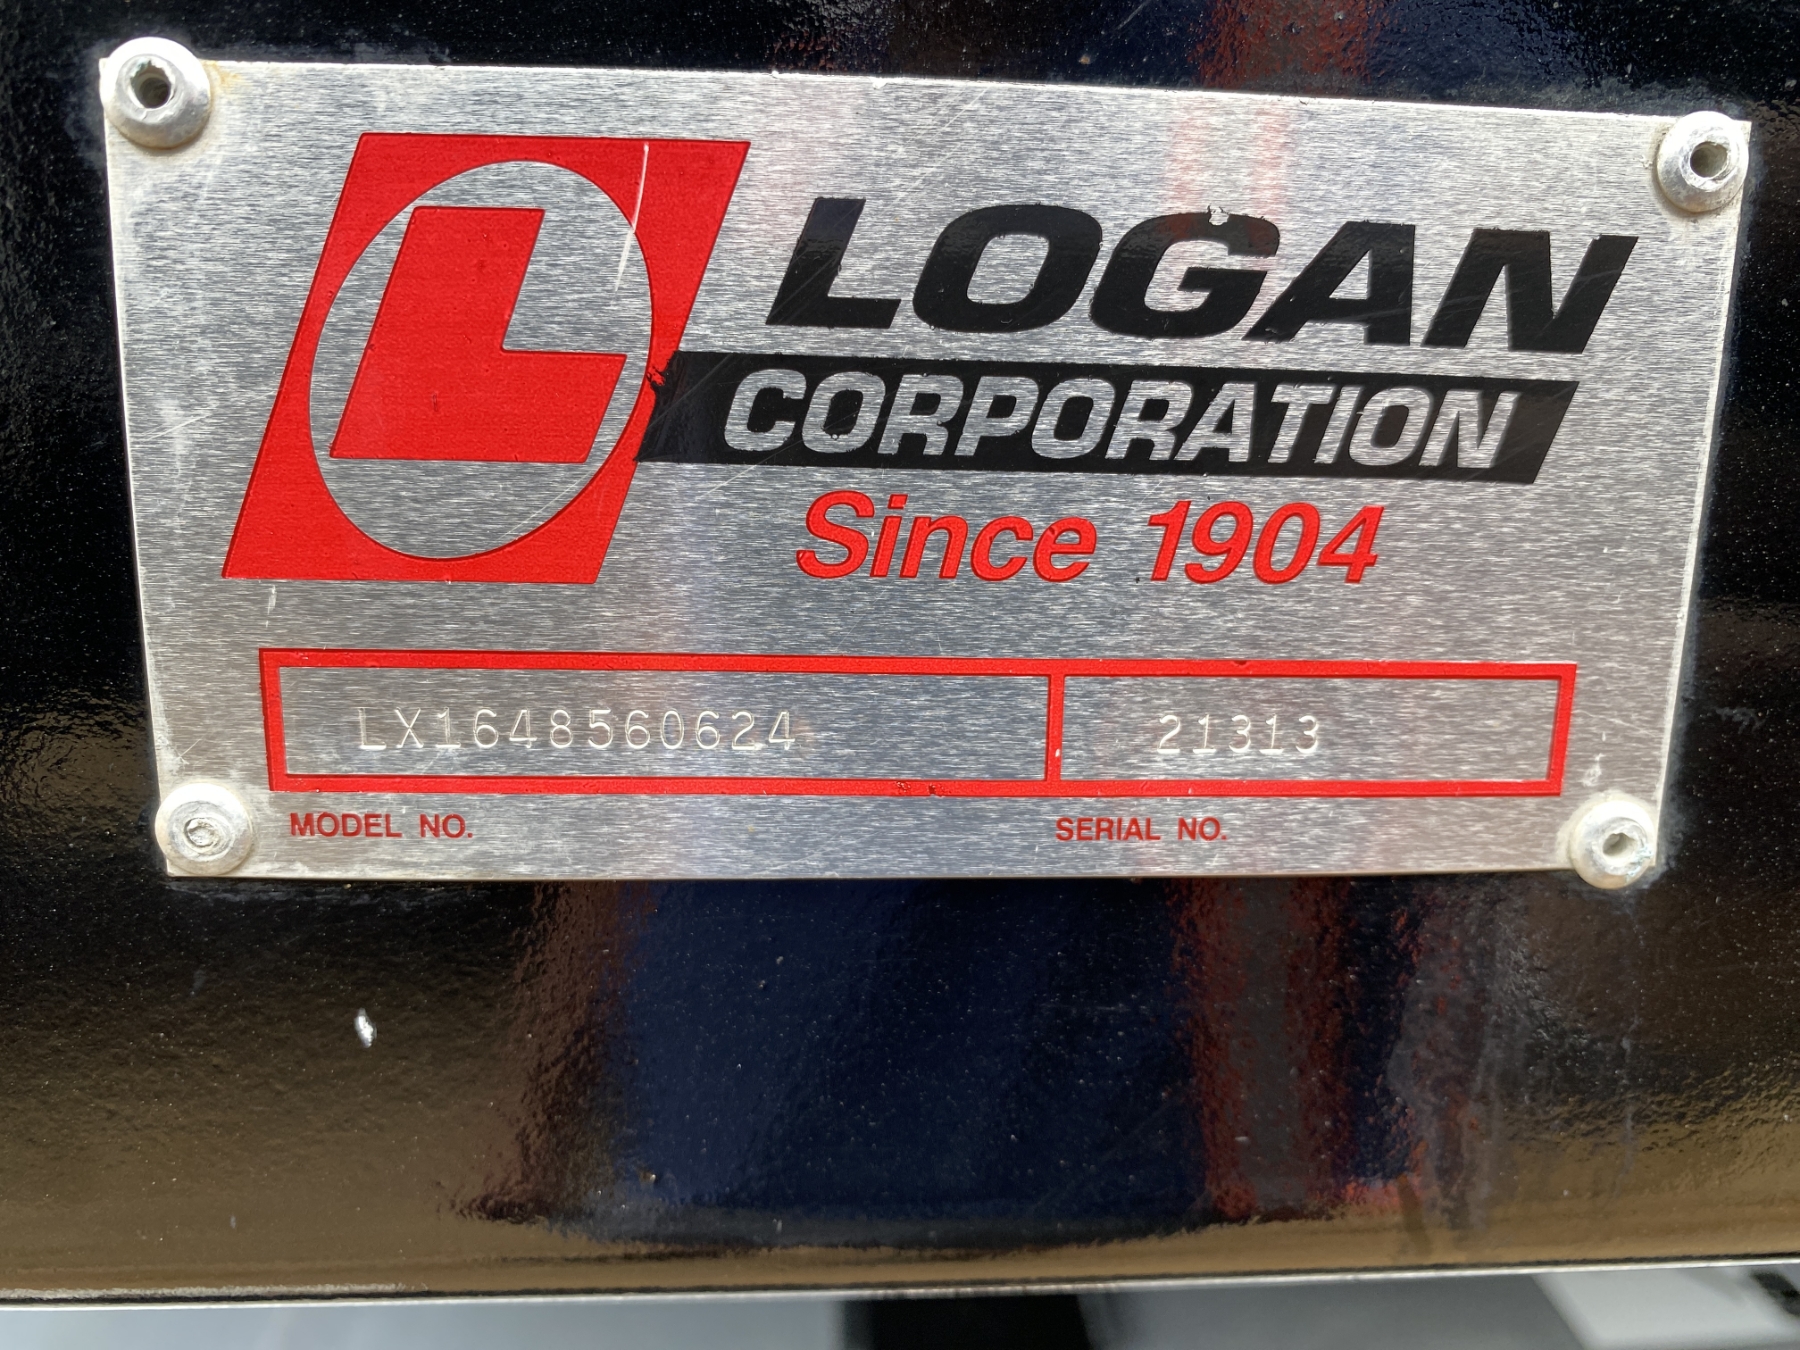 L
LOGAN
CORPORATION
Since 1904
LX1648560624 21313
MODEL NO. SERIAL NO.